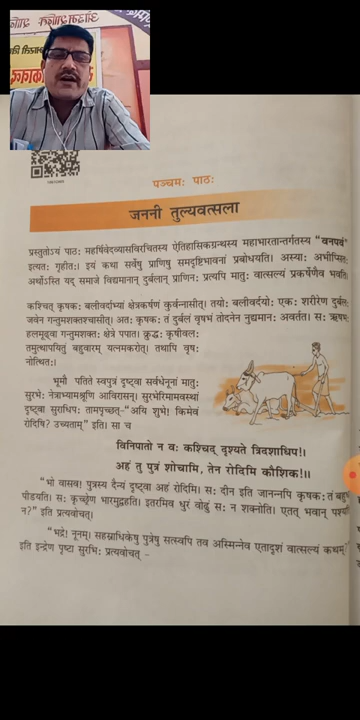 पञ्चमः पाठः
जननी तुल्यवत्सला
प्रस्तुतोऽयं पाठः महर्षिवेदव्यासविरचितस्य ऐतिहासिकग्रन्थस्य महाभारतान्तर्गतस्य "वनपर्व"
इत्यतः गृहीतः। इयं कथा सर्वेषु प्राणिषु समदृष्टिभावनां प्रबोधयति। अस्याः अभीप्सितः
अर्थोऽस्ति यद् समाजे विद्यमानान् दुर्बलान् प्राणिनः प्रत्यपि मातुः वात्सल्यं प्रकर्षेणैव भवति।
कश्चित् कृषकः बलीवर्दाभ्यां क्षेत्रकर्षणं कुर्वन्नासीत्। तयोः बलीवर्दयोः एकः शरीरेण दुर्बलः
जवेन गन्तुमशक्तश्चासीत्। अतः कृषकः तं दुर्बलं वृषभं तोदनेन नुद्यमानः अवर्तत। सः ऋषभः
हलमूढ्वा गन्तुमशक्तः क्षेत्रे पपात। क्रुद्धः कृषीवलः
तमुत्थापयितुं बहुवारम् यत्नमकरोत्। तथापि वृषः
नोत्थितः।
भूमौ पतिते स्वपुत्रं दृष्ट्वा सर्वधेनूनां मातुः
सुरभेः नेत्राभ्यामश्रूणि आविरासन्। सुरभेरिमामवस्थां
दृष्ट्वा सुराधिपः तामपृच्छत्-"अयि शुभे! किमेवं
रोदिषि? उच्यताम्" इति। सा च
विनिपातो न वः कश्चिद् दृश्यते त्रिदशाधिप!।
अहं तु पुत्रं शोचामि, तेन रोदिमि कौशिक!॥
"भो वासव! पुत्रस्य दैन्यं दृष्ट्वा अहं रोदिमि। सः दीन इति जानन्नपि कृषकः तं बहुधा
पीडयति। सः कृच्छ्रेण भारमुद्वहति। इतरमिव धुरं वोढुं सः न शक्नोति। एतत् भवान् पश्यति
न?" इति प्रत्यवोचत्।
"भद्रे! नूनम्। सहस्राधिकेषु पुत्रेषु सत्स्वपि तव अस्मिन्नेव एतादृशं वात्सल्यं कथम्?"
इति इन्द्रेण पृष्टा सुरभिः प्रत्यवोचत् -